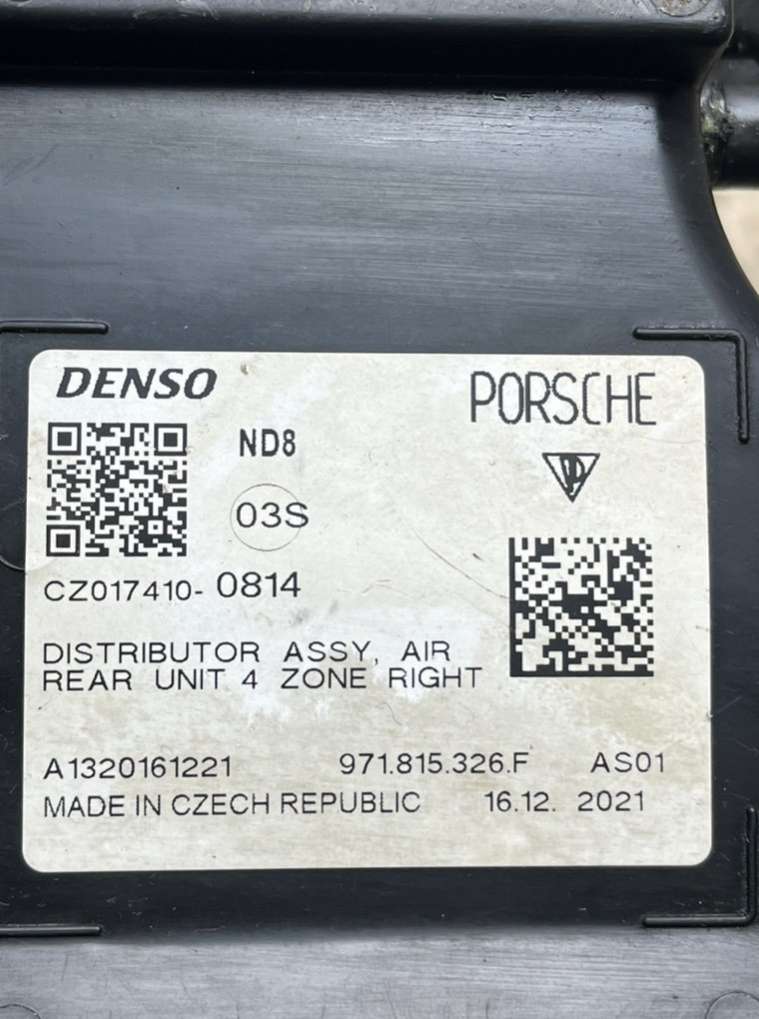 DENSO
PORSCHE
ND8
03S
CZ017410- 0814
DISTRIBUTOR ASSY, AIR
REAR UNIT 4 ZONE RIGHT
A1320161221 971.815.326.F AS01
MADE IN CZECH REPUBLIC 16.12. 2021